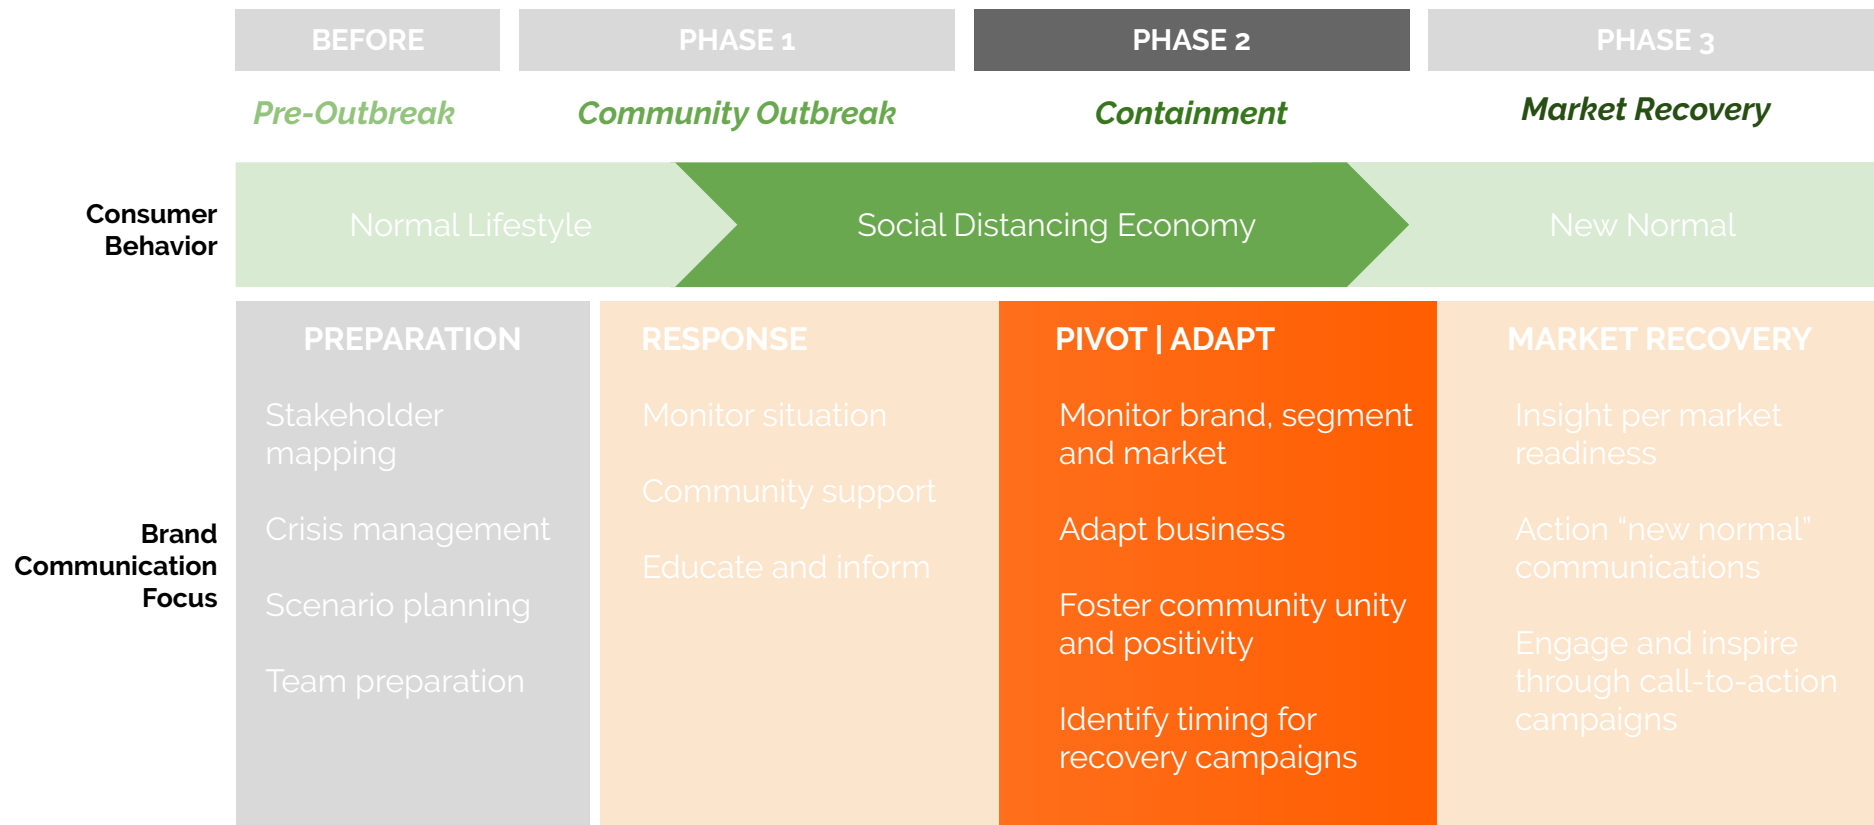 BEFORE
PHASE 1
PHASE 2
PHASE 3
Pre-Outbreak
Community Outbreak
Containment
Market Recovery
Consumer
Behavior
Normal Lifestyle
Social Distancing Economy
New Normal
Brand
Communication
Focus
PREPARATION
Stakeholder
mapping
Crisis management
Scenario planning
Team preparation
RESPONSE
Monitor situation
Community support
Educate and inform
PIVOT | ADAPT
Monitor brand, segment
and market
Adapt business
Foster community unity
and positivity
Identify timing for
recovery campaigns
MARKET RECOVERY
Insight per market
readiness
Action “new normal”
communications
Engage and inspire
through call-to-action
campaigns